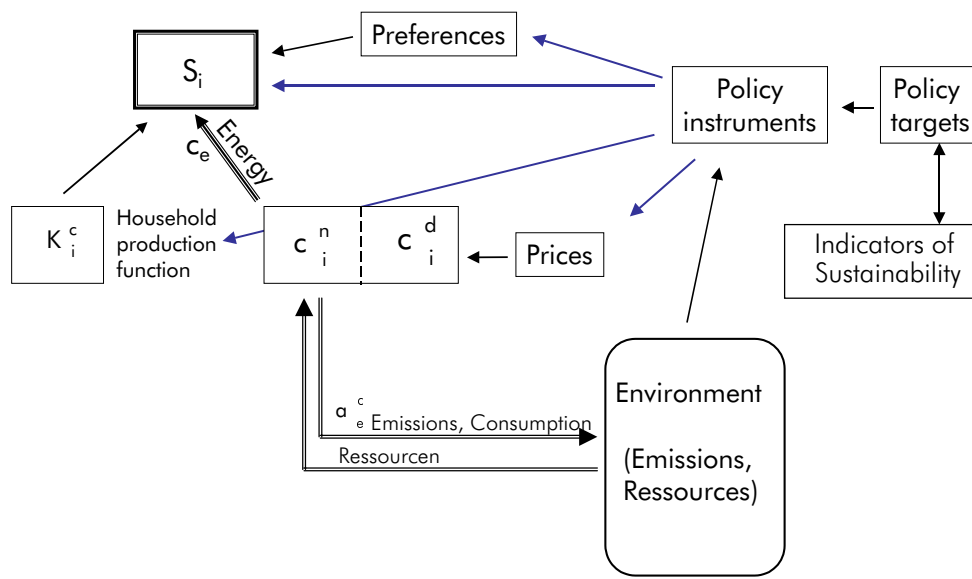 Preferences
S i
Policy
instruments
Policy
targets
Energy
c e
K i c
Household
production
function
c i n
c i d
Prices
Indicators of
Sustainability
Environment
(Emissions,
Ressources)
a e c Emissions, Consumption
Ressourcen